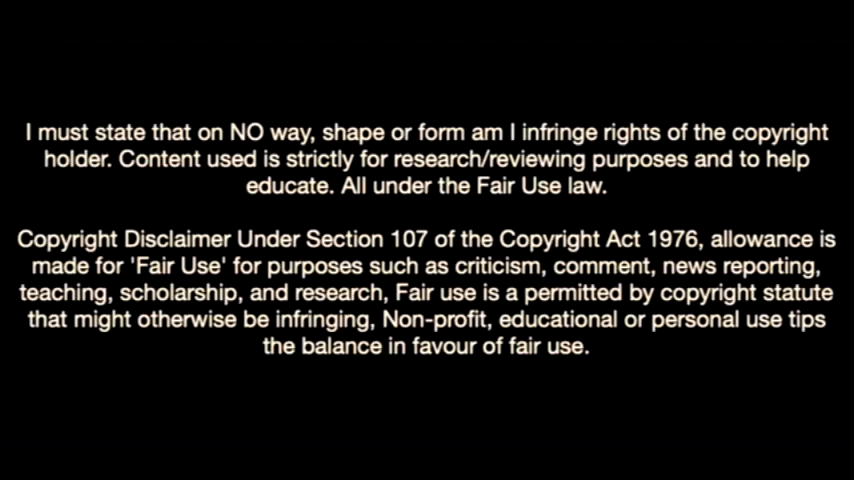 I must state that on NO way, shape or form am I infringe rights of the copyright
holder. Content used is strictly for research/reviewing purposes and to help
educate. All under the Fair Use law.
Copyright Disclaimer Under Section 107 of the Copyright Act 1976, allowance is
made for 'Fair Use' for purposes such as criticism, comment, news reporting,
teaching, scholarship, and research, Fair use is a permitted by copyright statute
that might otherwise be infringing, Non-profit, educational or personal use tips
the balance in favour of fair use.